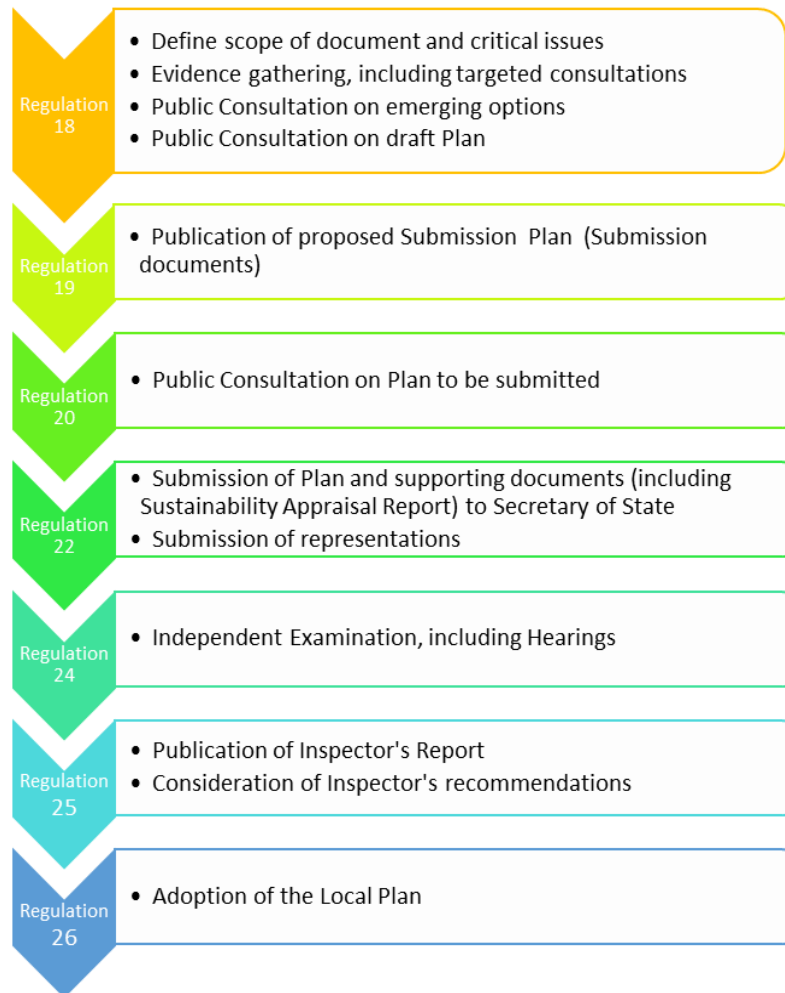 Regulation
18
• Define scope of document and critical issues
• Evidence gathering, including targeted consultations
• Public Consultation on emerging options
• Public Consultation on draft Plan
Regulation
19
• Publication of proposed Submission Plan (Submission
documents)
Regulation
20
• Public Consultation on Plan to be submitted
Regulation
22
• Submission of Plan and supporting documents (including
Sustainability Appraisal Report) to Secretary of State
• Submission of representations
Regulation
24
• Independent Examination, including Hearings
Regulation
25
• Publication of Inspector's Report
• Consideration of Inspector's recommendations
Regulation
26
• Adoption of the Local Plan